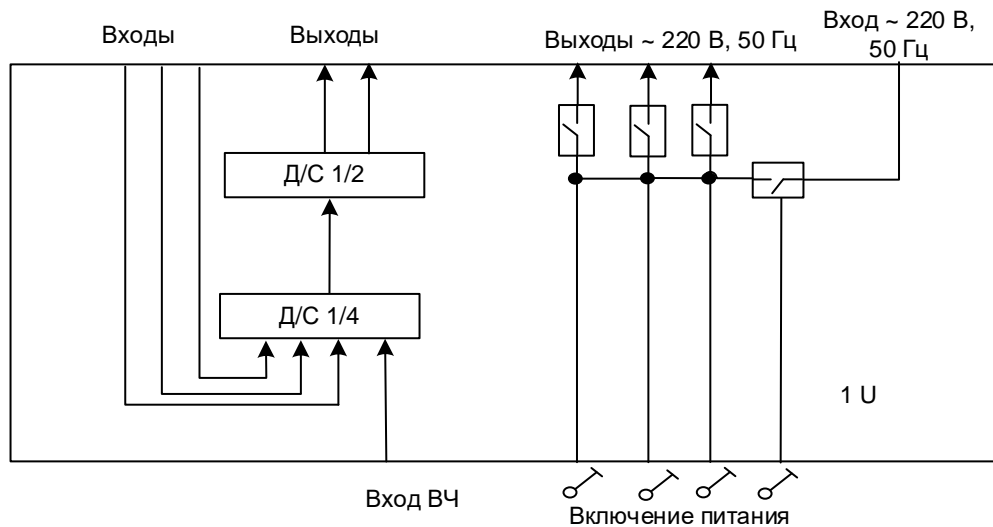 Входы
Выходы
Выходы ~ 220 В, 50 Гц
Вход ~ 220 В,
50 Гц
Д/С 1/2
Д/С 1/4
1 U
Вход ВЧ
Включение питания